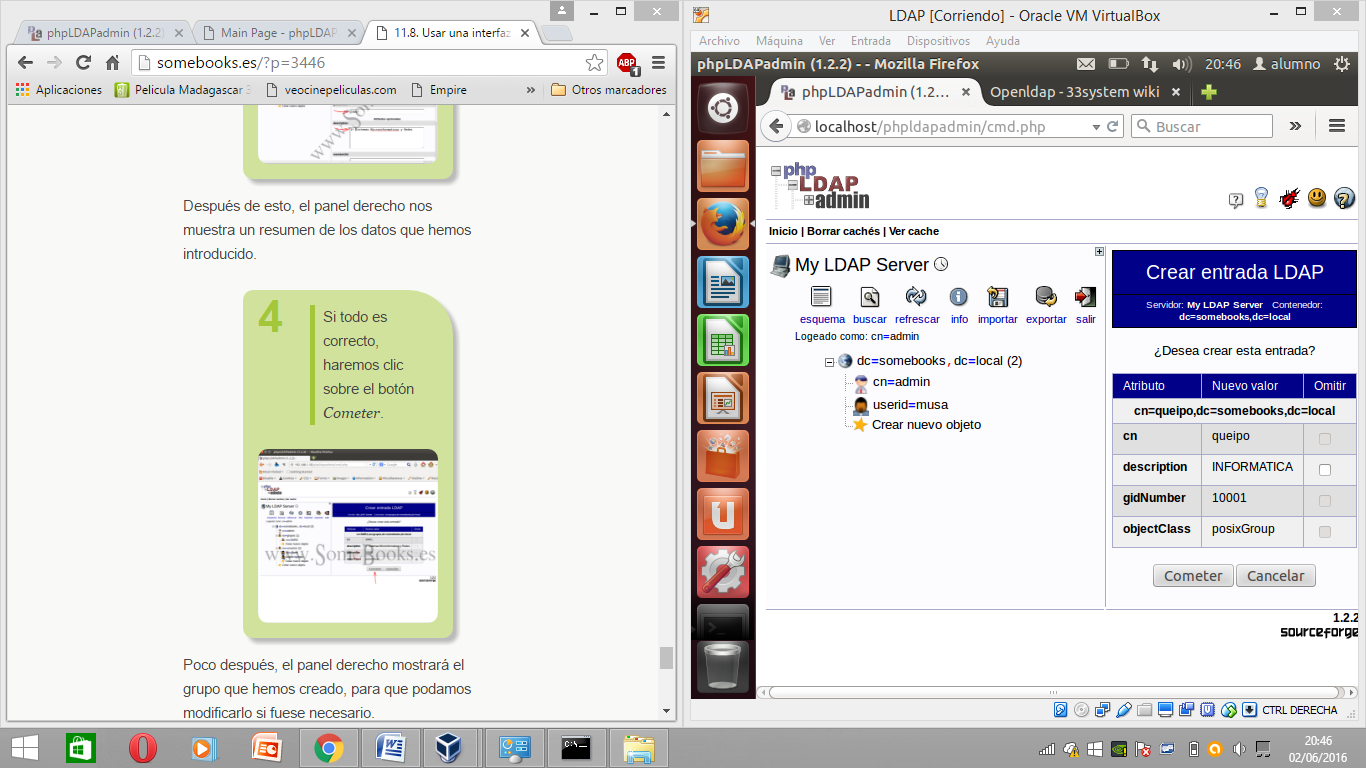 phpLDAPadmin (1.2.2)
Main Page - phpLDAP
11.8. Usar una interfaz
somebooks.es/?p=3446
ABP
1
Aplicaciones
Pelicula Madagascar
veocinepeliculas.com
Empire
»
Otros marcadores
Después de esto, el panel derecho nos
muestra un resumen de los datos que hemos
introducido.
4
Si todo es
correcto,
haremos clic
sobre el botón
Cometer.
www.SomeBooks.es
Poco después, el panel derecho mostrará el
grupo que hemos creado, para que podamos
modificarlo si fuese necesario.
LDAP [Corriendo] - Oracle VM VirtualBox
Archivo Máquina Ver Entrada Dispositivos Ayuda
phpLDAPadmin (1.2.2) - - Mozilla Firefox
20:46 alumno
phpLDAPadmin (1.2...
Openldap - 33system wiki
localhost/phpldapadmin/cmd.php
Buscar
»
php
LDAP
admin
Inicio | Borrar cachés | Ver cache
My LDAP Server
esquema buscar refrescar info importar exportar salir
Logeado como: cn=admin
dc=somebooks, dc=local (2)
cn=admin
userid=musa
Crear nuevo objeto
Crear entrada LDAP
Servidor: My LDAP Server Contenedor:
dc=somebooks,dc=local
¿Desea crear esta entrada?
Atributo Nuevo valor Omitir
cn=queipo,dc=somebooks,dc=local
cn queipo
description INFORMATICA
gidNumber 10001
objectClass posixGroup
Cometer Cancelar
1.2.2
sourceforge
CTRL DERECHA
20:46
02/06/2016